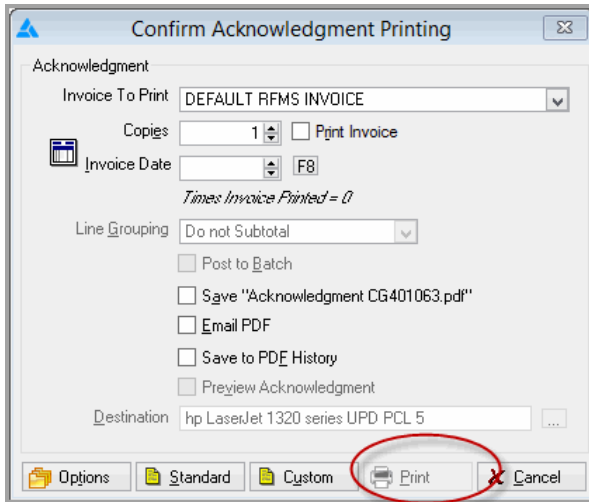 Confirm Acknowledgment Printing
Acknowledgment
Invoice To Print DEFAULT RFMS INVOICE
Copies 1 Print Invoice
Invoice Date F8
Times Invoice Printed = 0
Line Grouping Do not Subtotal
Post to Batch
Save "Acknowledgment CG401063.pdf"
Email PDF
Save to PDF History
Preview Acknowledgment
Destination hp LaserJet 1320 series UPD PCL 5 ...
Options Standard Custom Print Cancel